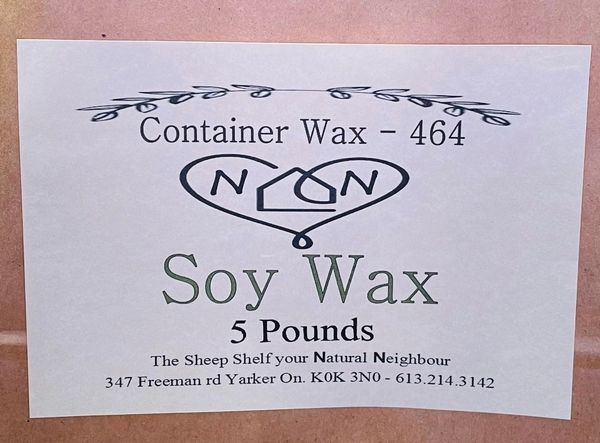 Container Wax - 464
N N
Soy Wax
5 Pounds
The Sheep Shelf your Natural Neighbour
347 Freeman rd Yarker On. K0K 3N0 - 613.214.3142